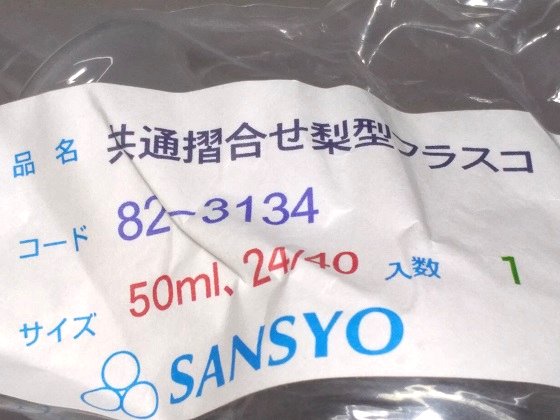 品名 共通摺合せ梨型フラスコ
コード 82-3134
サイズ 50ml、24/40 入数 1
SANSYO